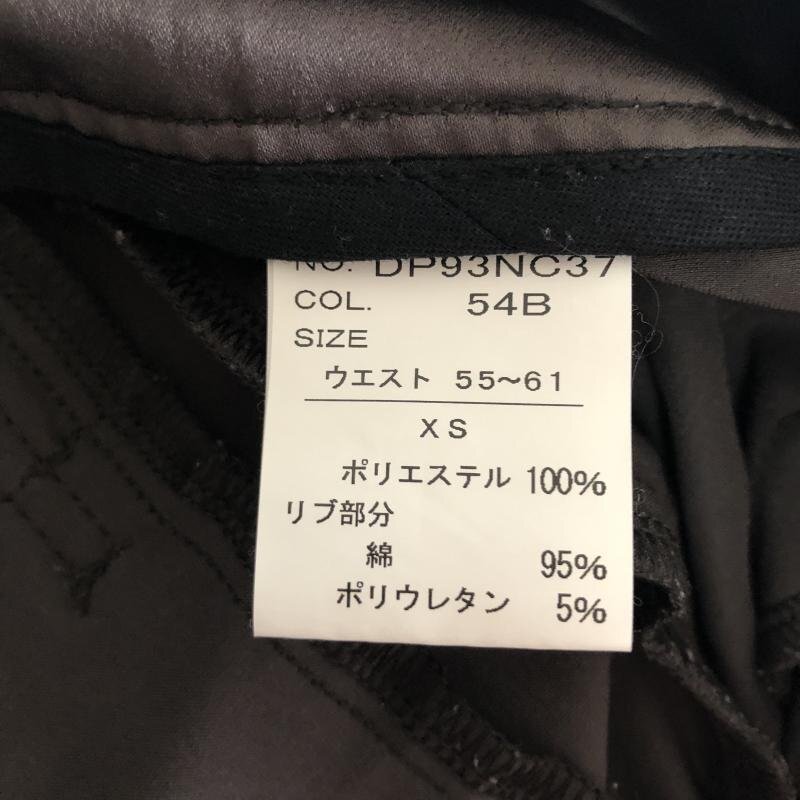 NO. DP93NC37
COL. 54B
SIZE
ウエスト 55〜61
XS
ポリエステル 100%
リブ部分
綿 95%
ポリウレタン 5%